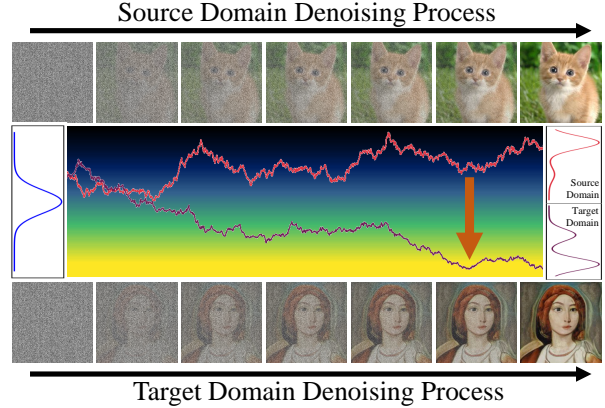 Source Domain Denoising Process
Source
Domain
Target
Domain
Target Domain Denoising Process